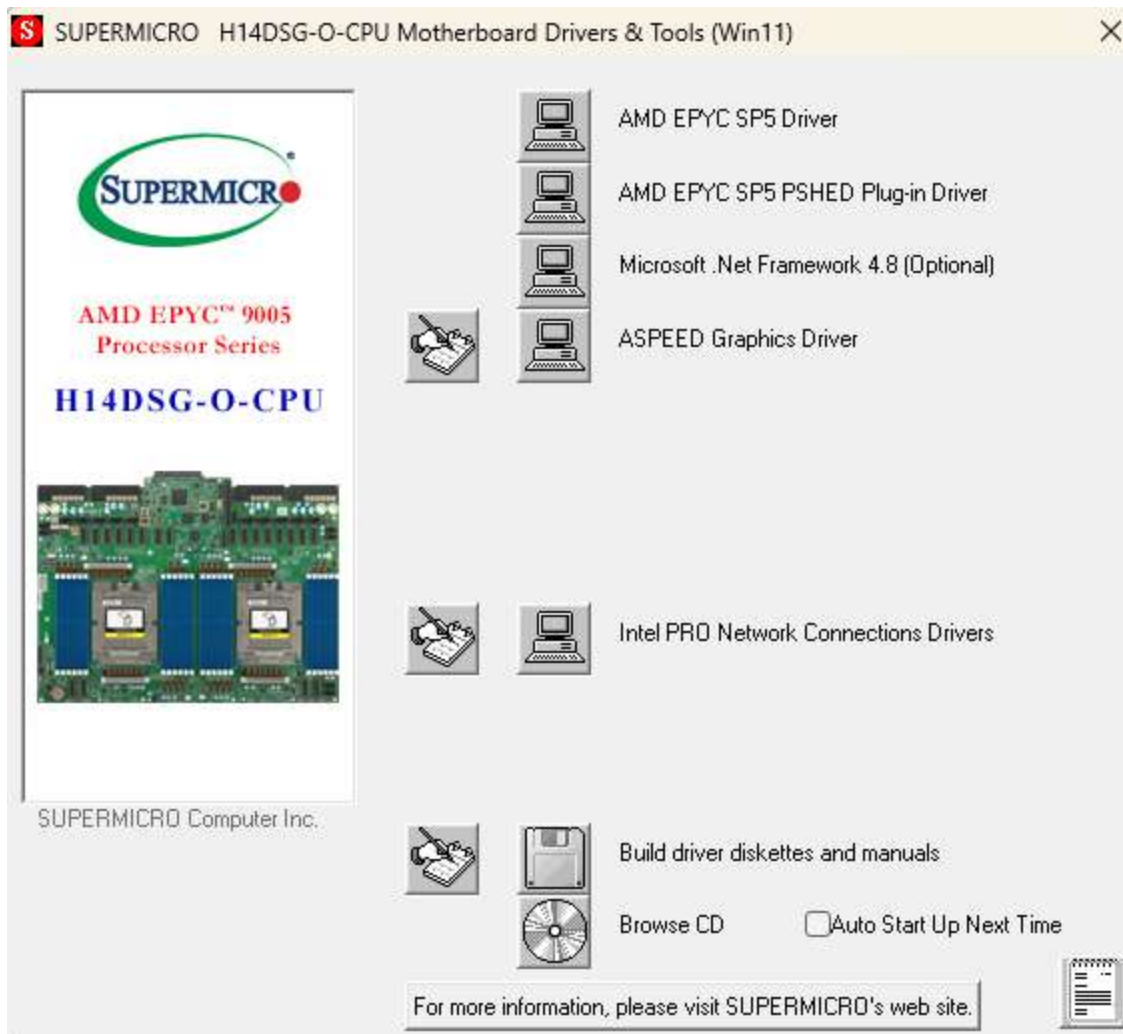 SUPERMICRO H14DSG-O-CPU Motherboard Drivers & Tools (Win11)
SUPERMICRO
AMD EPYC™ 9005
Processor Series
H14DSG-O-CPU
SUPERMICRO Computer Inc.
AMD EPYC SP5 Driver
AMD EPYC SP5 PSHED Plug-in Driver
Microsoft .Net Framework 4.8 (Optional)
ASPEED Graphics Driver
Intel PRO Network Connections Drivers
Build driver diskettes and manuals
Browse CD
Auto Start Up Next Time
For more information, please visit SUPERMICRO's web site.